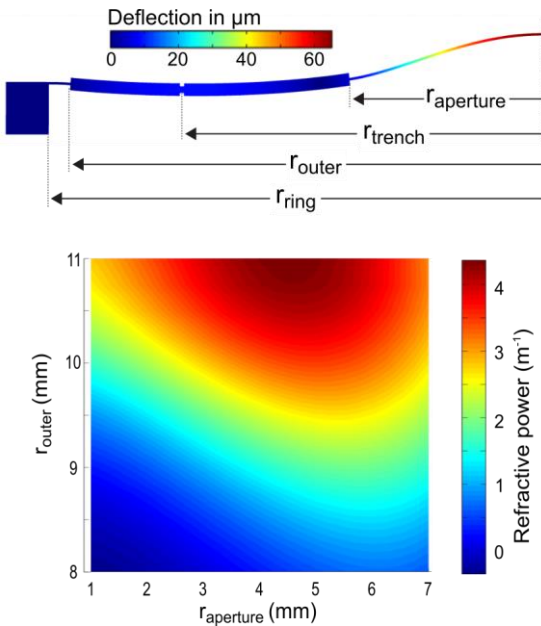 Deflection in µm
0 20 40 60
r_aperture
r_trench
r_outer
r_ring
11
10
9
8
r_outer (mm)
1 2 3 4 5 6 7
r_aperture (mm)
4
3
2
1
0
Refractive power (m⁻¹)